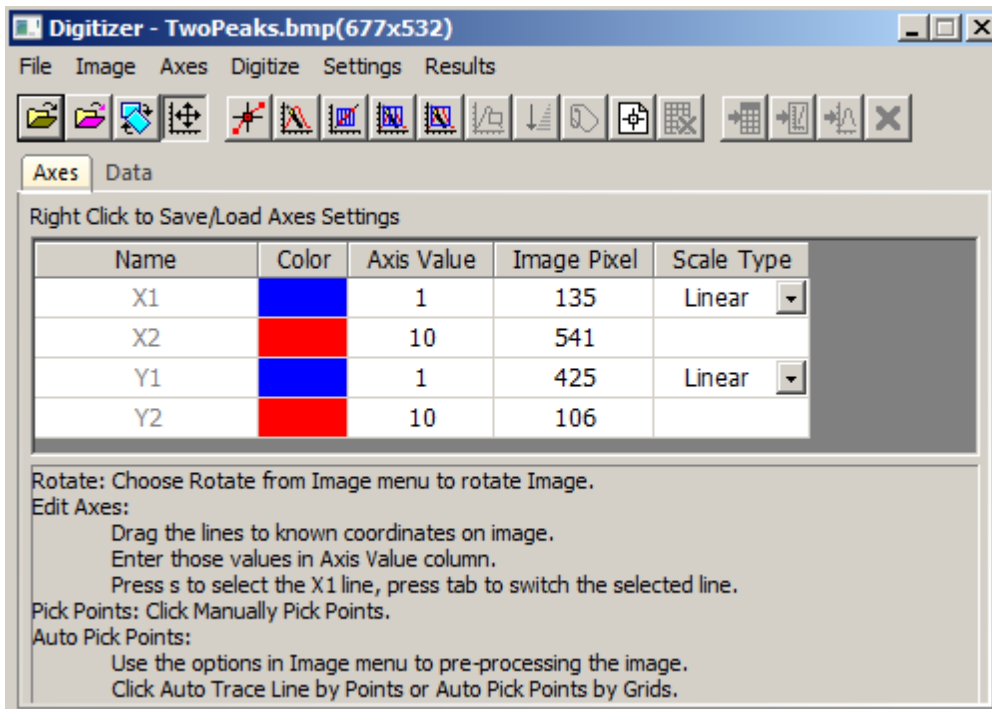 Digitizer - TwoPeaks.bmp(677x532)
File Image Axes Digitize Settings Results
Axes Data
Right Click to Save/Load Axes Settings
Name Color Axis Value Image Pixel Scale Type
X1 1 135 Linear
X2 10 541
Y1 1 425 Linear
Y2 10 106
Rotate: Choose Rotate from Image menu to rotate Image.
Edit Axes:
Drag the lines to known coordinates on image.
Enter those values in Axis Value column.
Press s to select the X1 line, press tab to switch the selected line.
Pick Points: Click Manually Pick Points.
Auto Pick Points:
Use the options in Image menu to pre-processing the image.
Click Auto Trace Line by Points or Auto Pick Points by Grids.